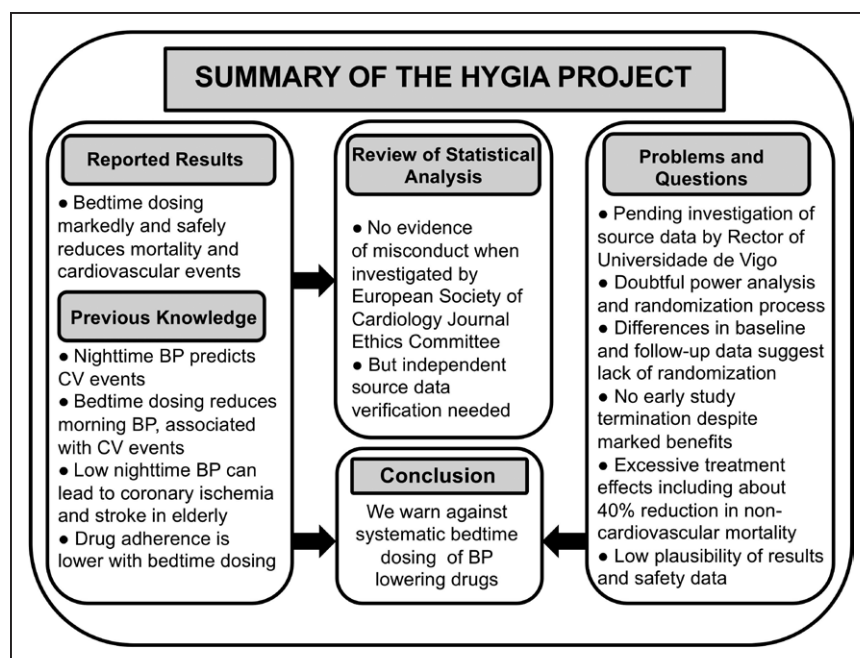 SUMMARY OF THE HYGIA PROJECT
Reported Results
● Bedtime dosing
markedly and safely
reduces mortality and
cardiovascular events
Previous Knowledge
● Nighttime BP predicts
CV events
● Bedtime dosing reduces
morning BP, associated
with CV events
● Low nighttime BP can
lead to coronary ischemia
and stroke in elderly
● Drug adherence is
lower with bedtime dosing
Review of Statistical
Analysis
● No evidence
of misconduct when
investigated by
European Society of
Cardiology Journal
Ethics Committee
● But independent
source data
verification needed
Conclusion
We warn against
systematic bedtime
dosing of BP
lowering drugs
Problems and
Questions
● Pending investigation of
source data by Rector of
Universidade de Vigo
● Doubtful power analysis
and randomization process
● Differences in baseline
and follow-up data suggest
lack of randomization
● No early study
termination despite
marked benefits
● Excessive treatment
effects including about
40% reduction in non-
cardiovascular mortality
● Low plausibility of results
and safety data